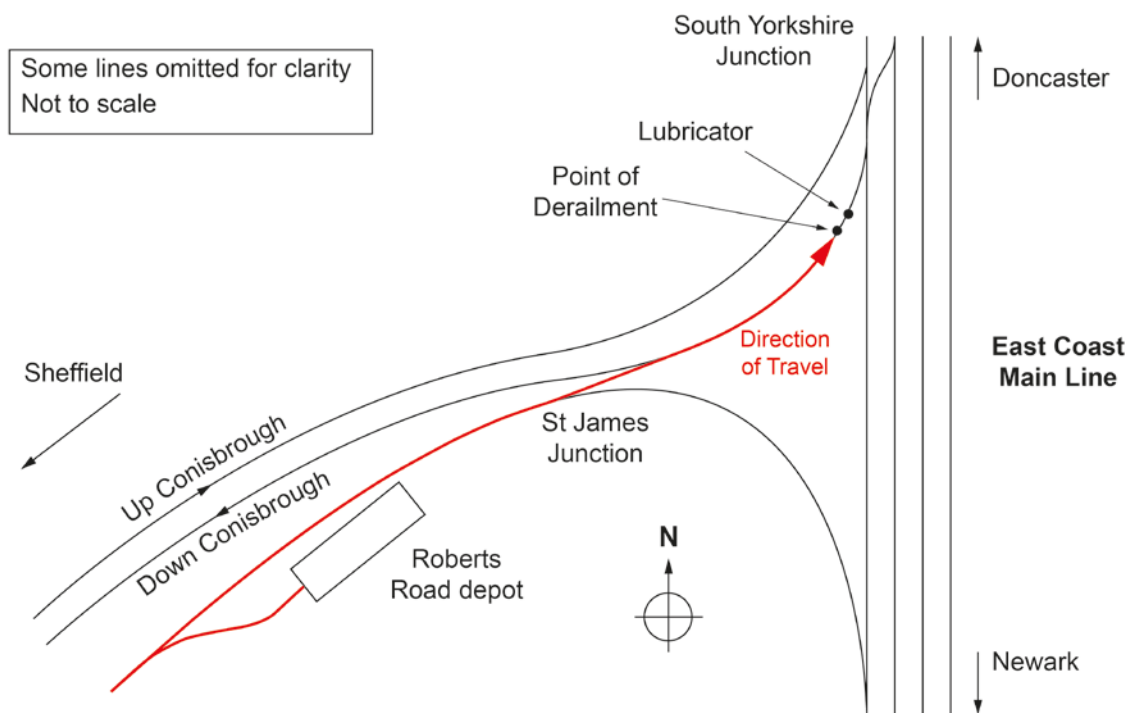 Some lines omitted for clarity
Not to scale
South Yorkshire
Junction
Doncaster
Lubricator
Point of
Derailment
Direction
of Travel
East Coast
Main Line
Sheffield
St James
Junction
Up Conisbrough
Down Conisbrough
Roberts
Road depot
N
Newark